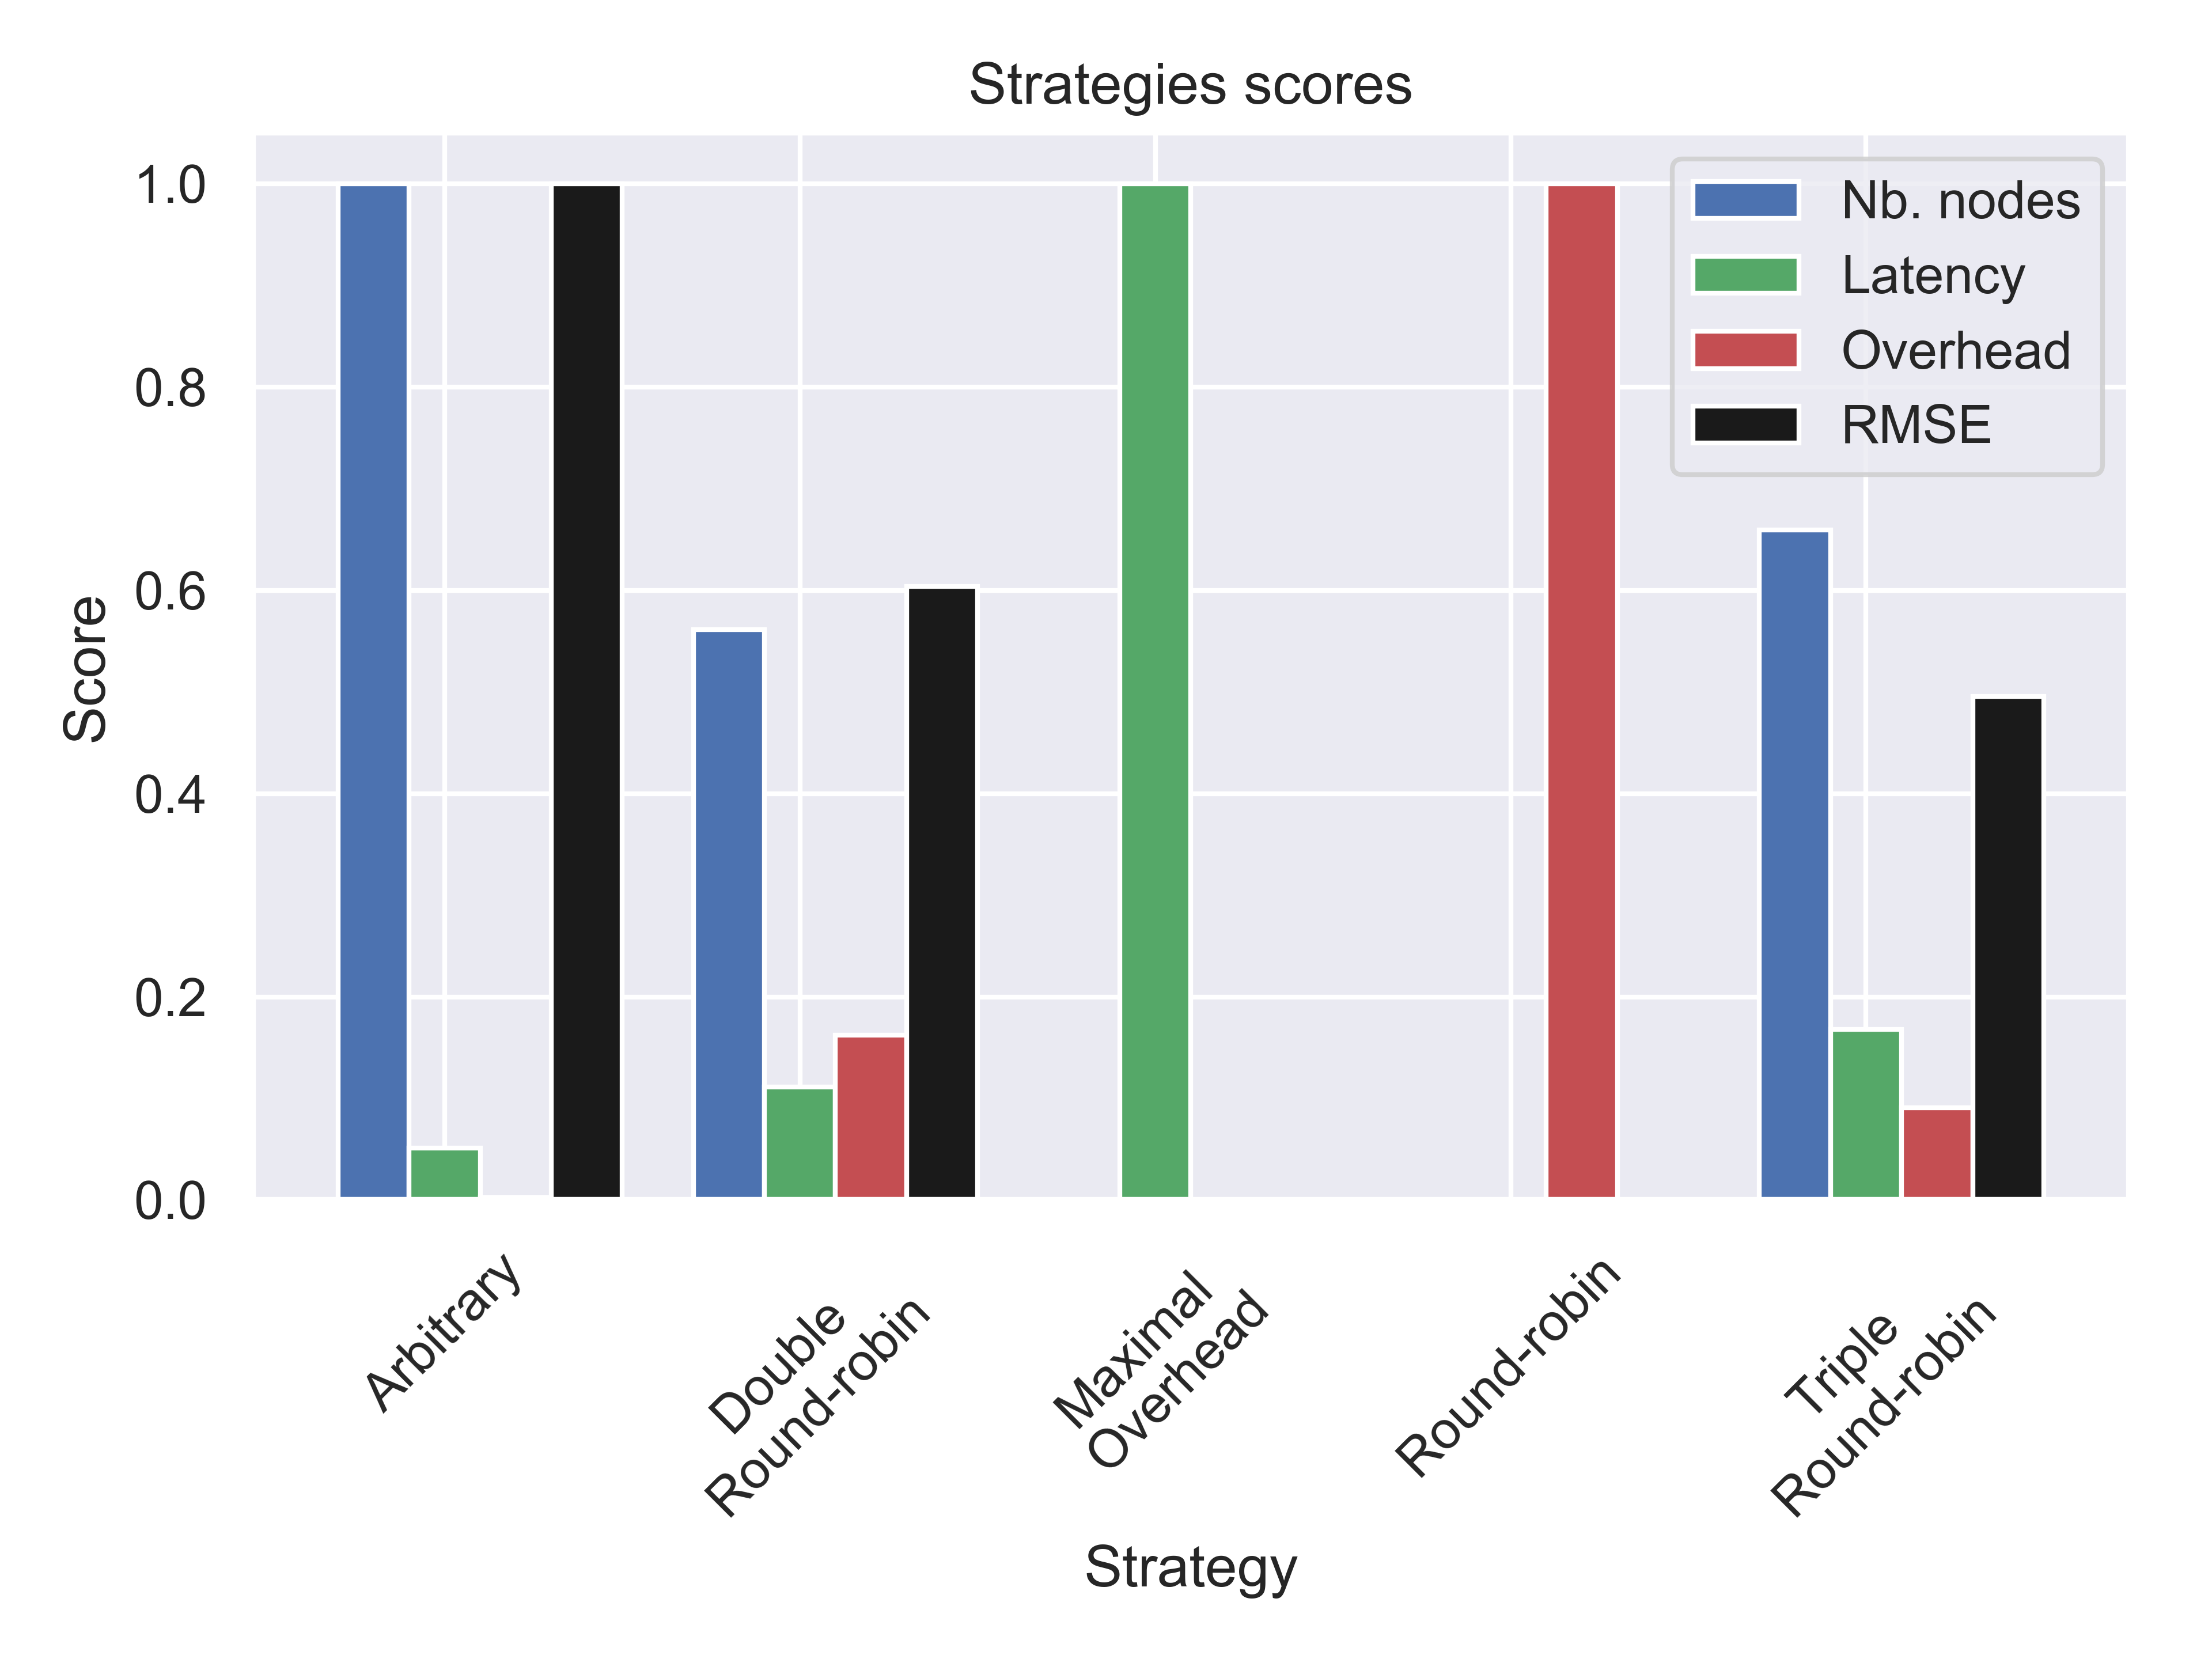 Strategies scores
1.0
0.8
0.6
0.4
0.2
0.0
Score
Nb. nodes
Latency
Overhead
RMSE
Arbitrary
Double
Round-robin
Maximal
Overhead
Round-robin
Triple
Round-robin
Strategy